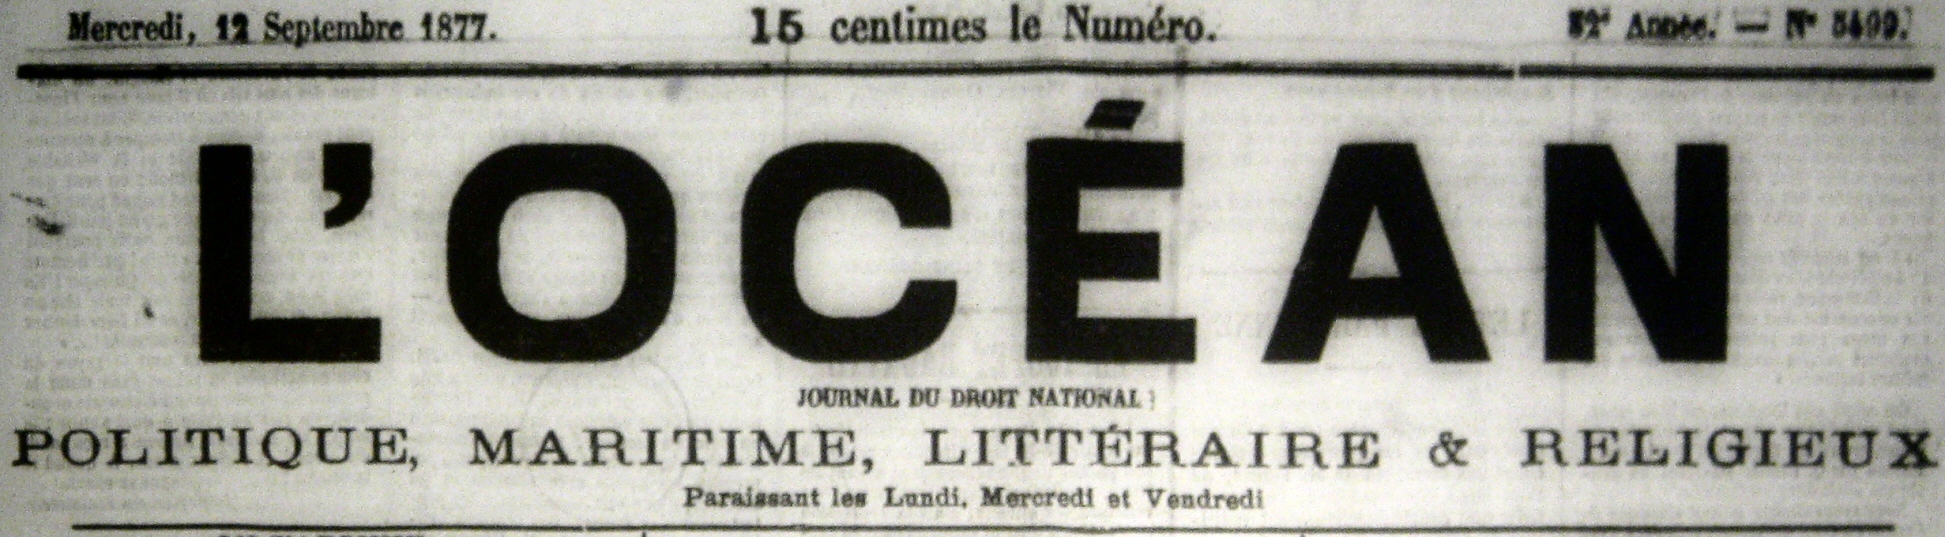 Mercredi, 12 Septembre 1877. 15 centimes le Numéro. Année. — N°
L'OCÉAN
JOURNAL DU DROIT NATIONAL
POLITIQUE, MARITIME, LITTÉRAIRE & RELIGIEUX
Paraissant les Lundi, Mercredi et Vendredi